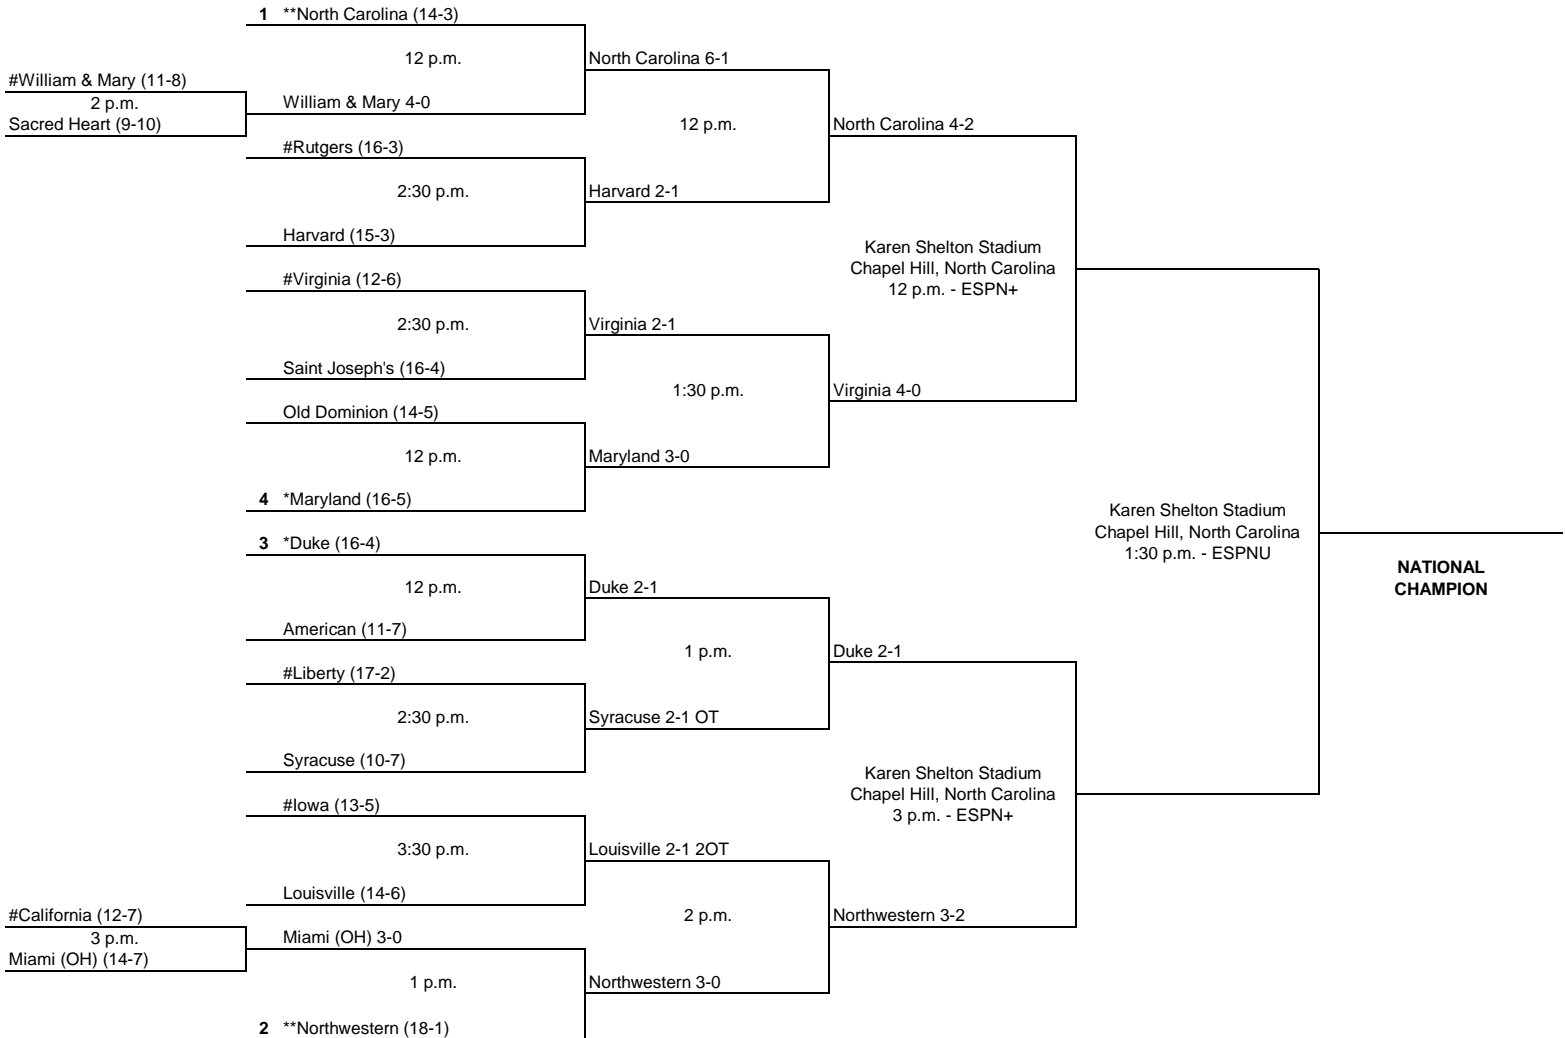 1 **North Carolina (14-3)
12 p.m.
North Carolina 6-1
#William & Mary (11-8)
2 p.m.
William & Mary 4-0
Sacred Heart (9-10)
12 p.m.
North Carolina 4-2
#Rutgers (16-3)
2:30 p.m.
Harvard 2-1
Harvard (15-3)
Karen Shelton Stadium
Chapel Hill, North Carolina
12 p.m. - ESPN+
#Virginia (12-6)
2:30 p.m.
Virginia 2-1
Saint Joseph's (16-4)
1:30 p.m.
Virginia 4-0
Old Dominion (14-5)
12 p.m.
Maryland 3-0
4 *Maryland (16-5)
Karen Shelton Stadium
Chapel Hill, North Carolina
1:30 p.m. - ESPNU
NATIONAL
CHAMPION
3 *Duke (16-4)
12 p.m.
Duke 2-1
American (11-7)
1 p.m.
Duke 2-1
#Liberty (17-2)
2:30 p.m.
Syracuse 2-1 OT
Syracuse (10-7)
Karen Shelton Stadium
Chapel Hill, North Carolina
3 p.m. - ESPN+
#Iowa (13-5)
3:30 p.m.
Louisville 2-1 2OT
Louisville (14-6)
#California (12-7)
3 p.m.
Miami (OH) (14-7)
2 p.m.
Northwestern 3-2
Miami (OH) 3-0
1 p.m.
Northwestern 3-0
2 **Northwestern (18-1)